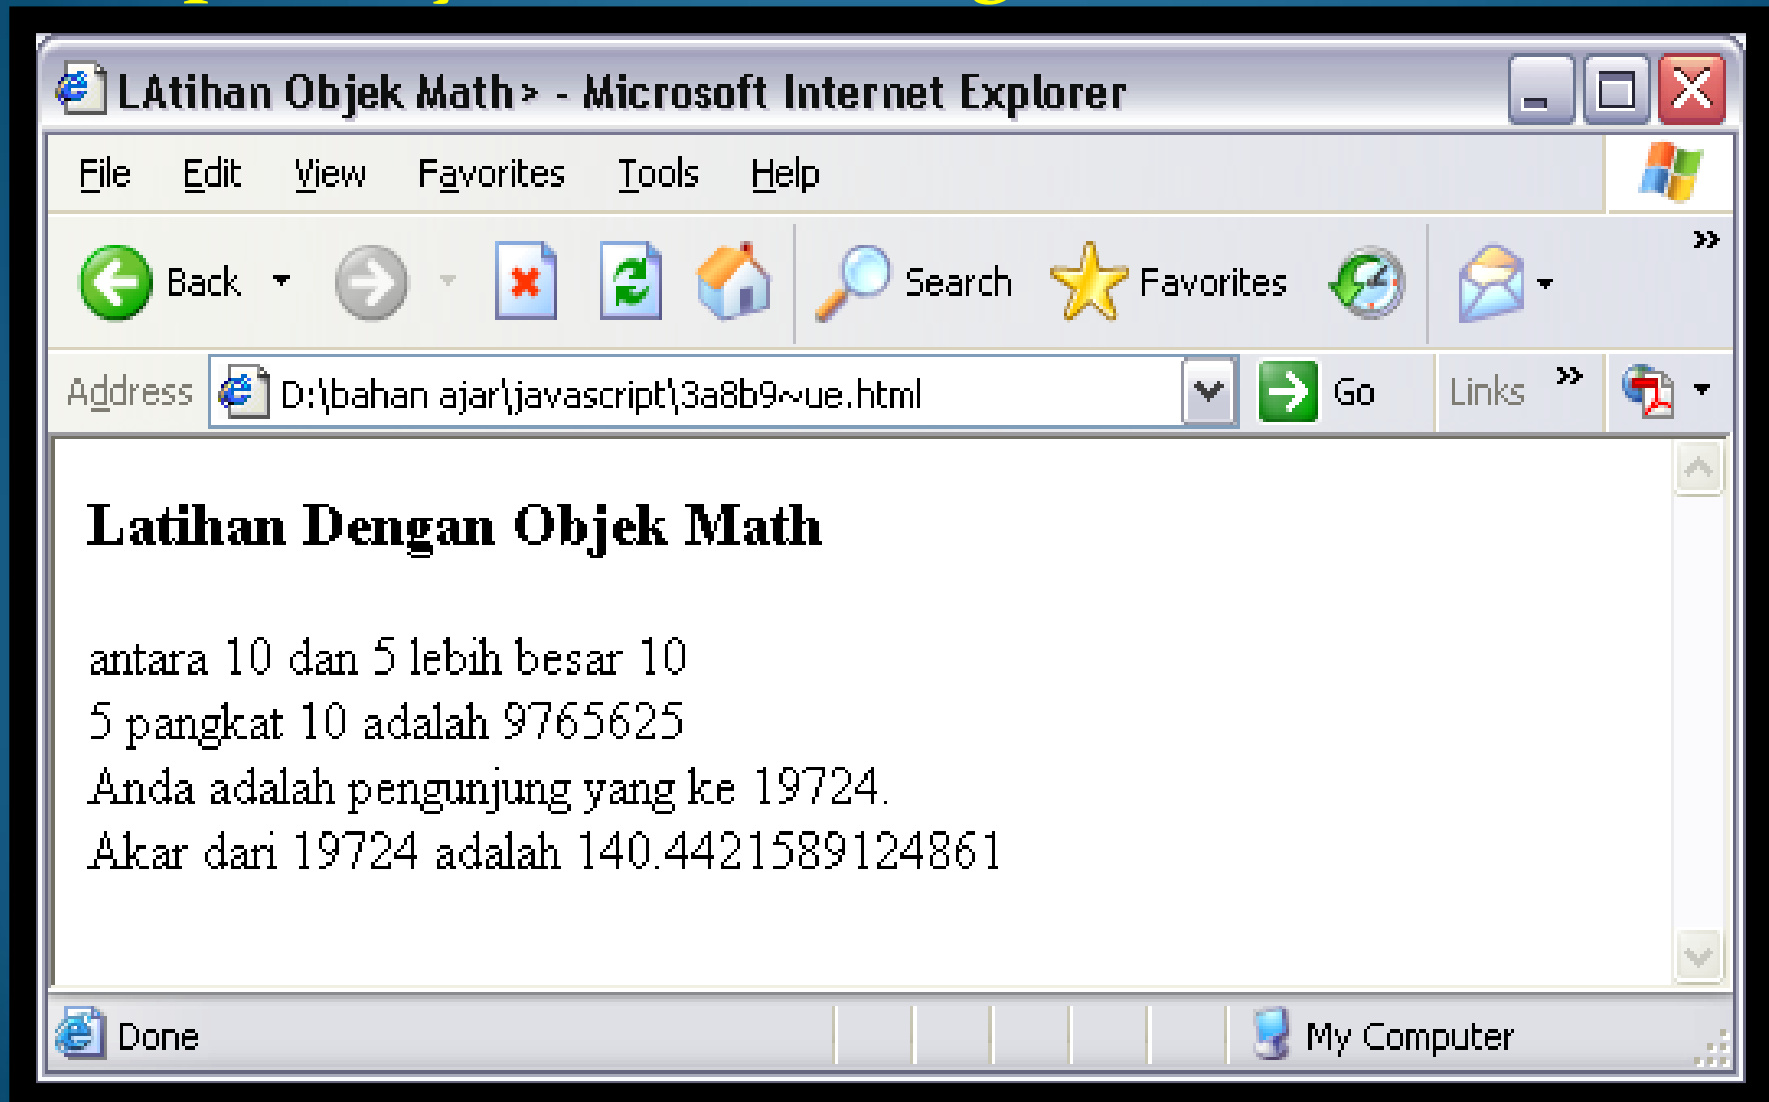 LAtihan Objek Math> - Microsoft Internet Explorer
File Edit View Favorites Tools Help
Back Search Favorites »
Address D:\bahan ajar\javascript\3a8b9~ue.html Go Links »
Latihan Dengan Objek Math
antara 10 dan 5 lebih besar 10
5 pangkat 10 adalah 9765625
Anda adalah pengunjung yang ke 19724.
Akar dari 19724 adalah 140.4421589124861
Done My Computer